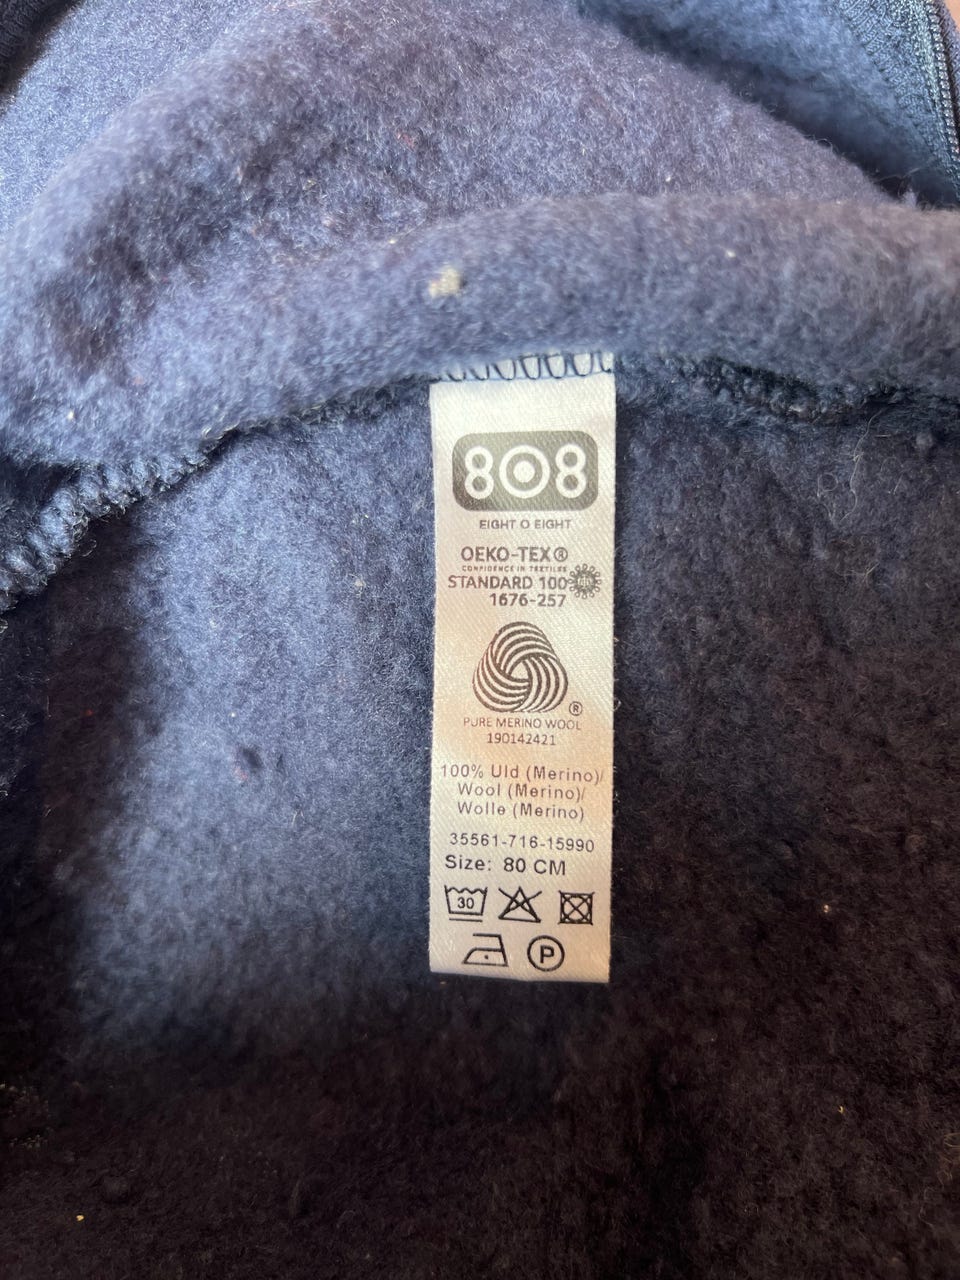 808
EIGHT O EIGHT
OEKO-TEX®
CONFIDENCE IN TEXTILES
STANDARD 100
1676-257
®
PURE MERINO WOOL
190142421
100% Uld (Merino)/
Wool (Merino)/
Wolle (Merino)
35561-716-15990
Size: 80 CM
30
P